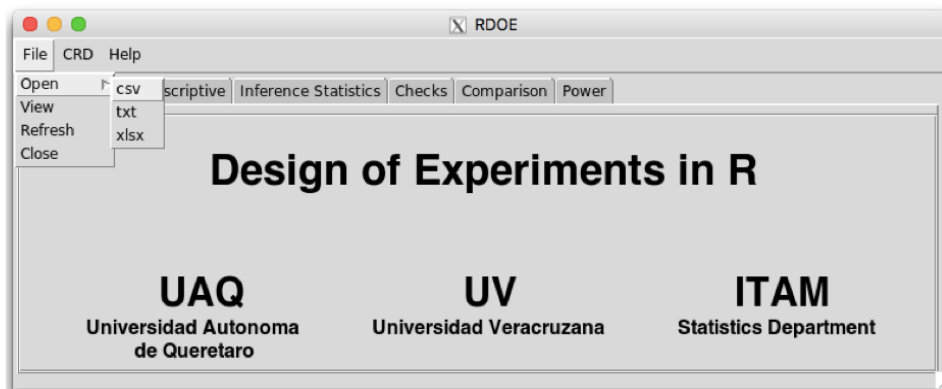 RDOE
File CRD Help
Open csv scriptive Inference Statistics Checks Comparison Power
View txt
Refresh xlsx
Close
Design of Experiments in R
UAQ UV ITAM
Universidad Autonoma Universidad Veracruzana Statistics Department
de Queretaro